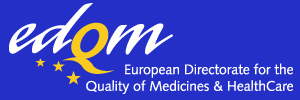 edQm
European Directorate for the
Quality of Medicines & HealthCare